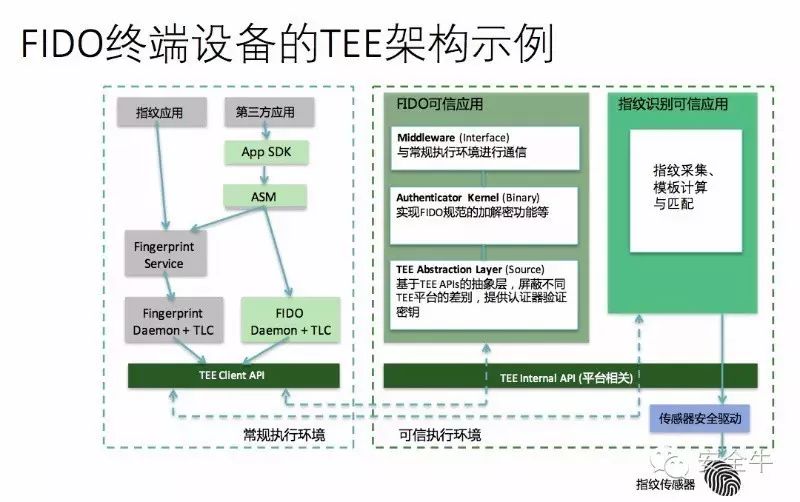 FIDO终端设备的TEE架构示例
指纹应用
第三方应用
App SDK
ASM
Fingerprint
Service
Fingerprint
Daemon + TLC
FIDO
Daemon + TLC
TEE Client API
常规执行环境
FIDO可信应用
Middleware (Interface)
与常规执行环境进行通信
Authenticator Kernel (Binary)
实现FIDO规范的加解密功能等
TEE Abstraction Layer (Source)
基于TEE APIs的抽象层，屏蔽不同
TEE平台的差别，提供认证器验证
密钥
指纹识别可信应用
指纹采集、
模板计算
与匹配
TEE Internal API (平台相关)
可信执行环境
传感器安全驱动
安全牛
指纹传感器